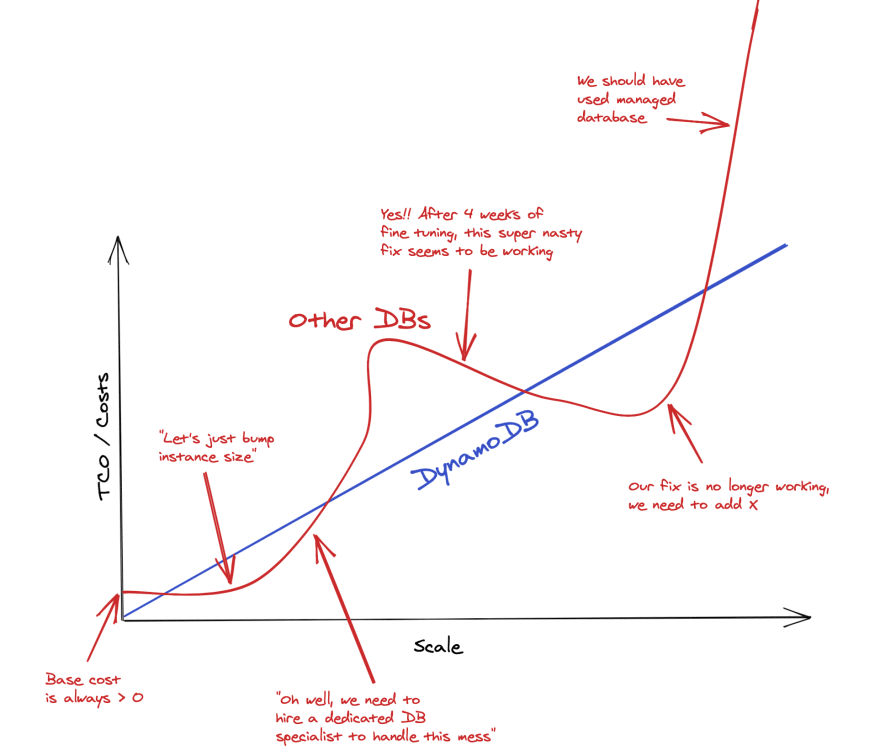 We should have
used managed
database
Yes!! After 4 weeks of
fine tuning, this super nasty
fix seems to be working
Other DBs
TCO / Costs
"Let's just bump
instance size"
DynamoDB
Our fix is no longer working,
we need to add X
Scale
Base cost
is always > 0
"Oh well, we need to
hire a dedicated DB
specialist to handle this mess"